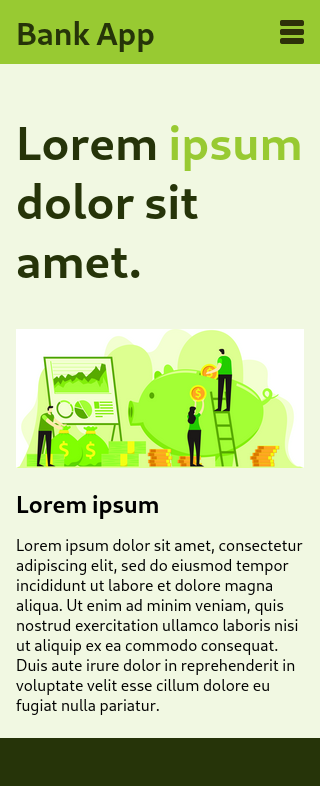 Bank App
Lorem ipsum
dolor sit
amet.
$
$
$
$
Lorem ipsum
Lorem ipsum dolor sit amet, consectetur
adipiscing elit, sed do eiusmod tempor
incididunt ut labore et dolore magna
aliqua. Ut enim ad minim veniam, quis
nostrud exercitation ullamco laboris nisi
ut aliquip ex ea commodo consequat.
Duis aute irure dolor in reprehenderit in
voluptate velit esse cillum dolore eu
fugiat nulla pariatur.